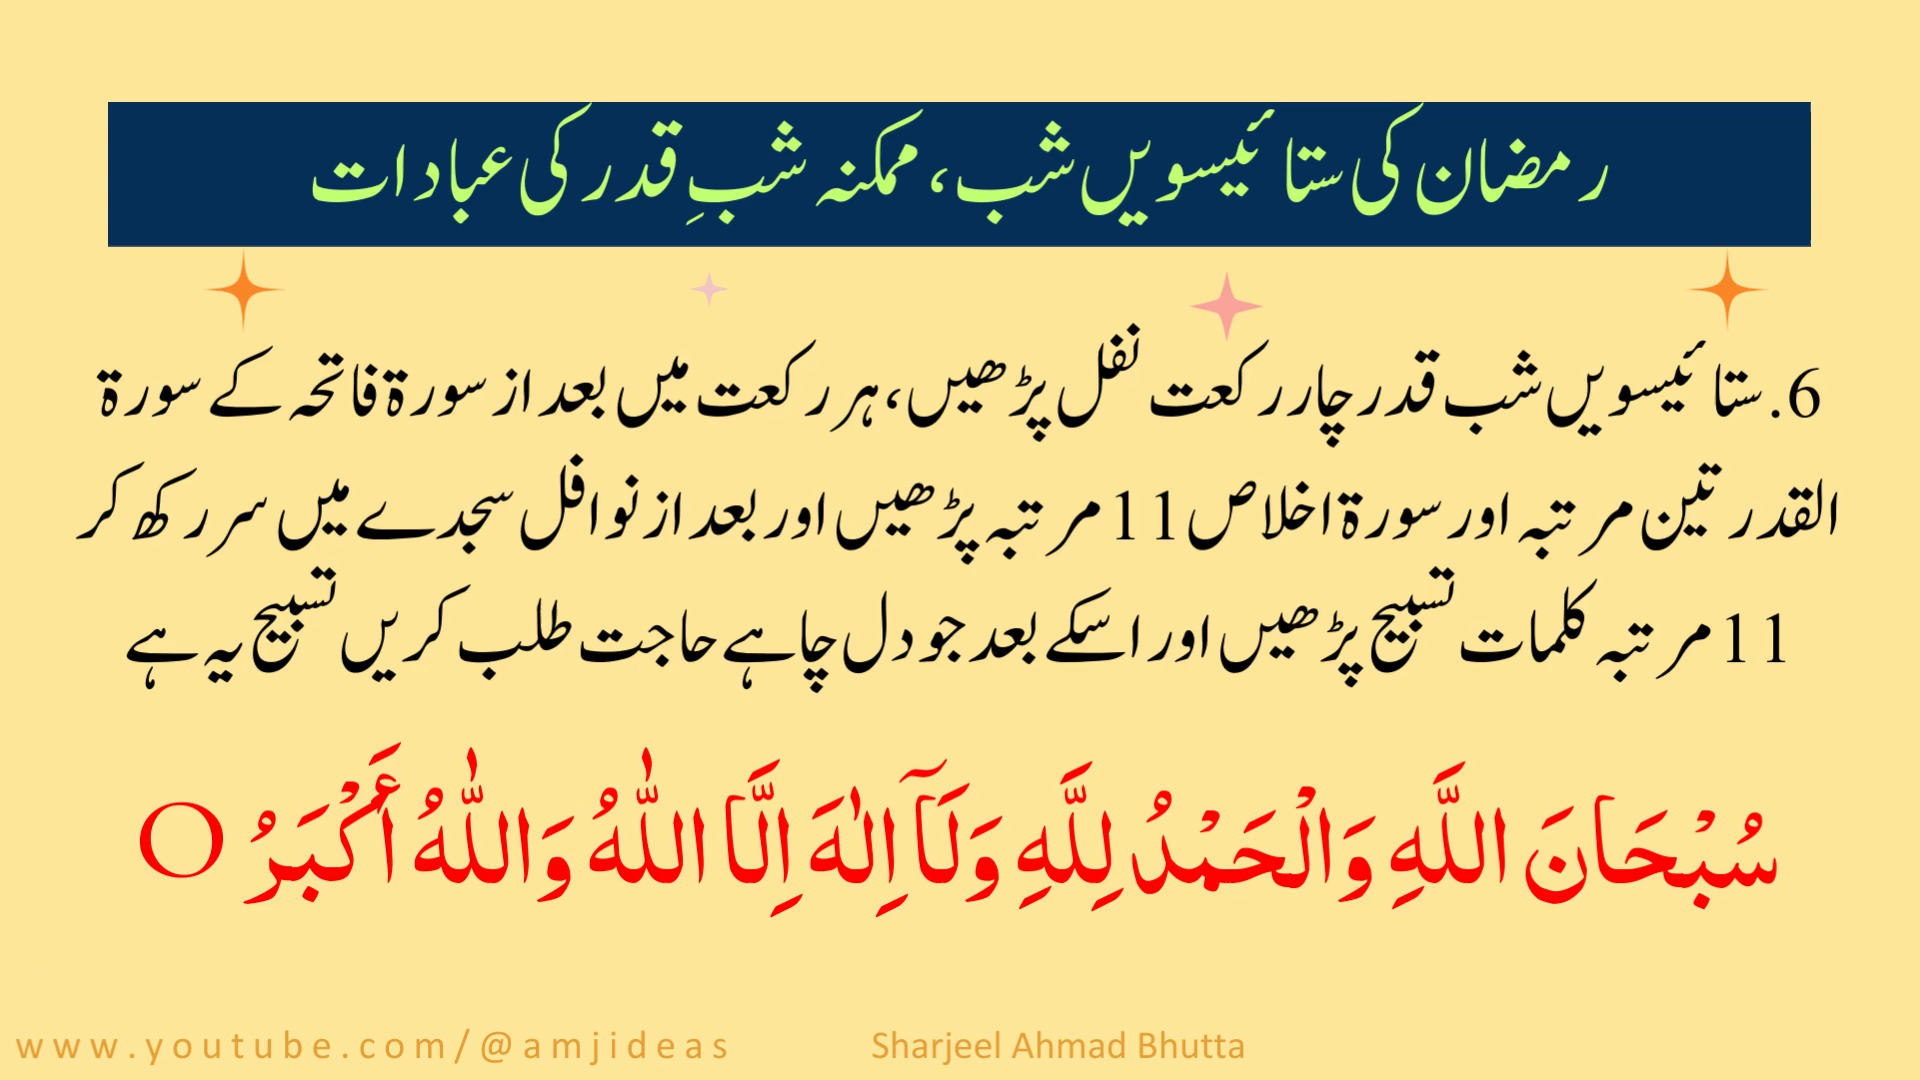 رمضان کی ستائیسویں شب، ممکنہ شبِ قدر کی عبادات
6. ستائیسویں شب قدر چار رکعت نفل پڑھیں، ہر رکعت میں بعد از سورۃ فاتحہ کے سورۃ
القدر تین مرتبہ اور سورۃ اخلاص 11 مرتبہ پڑھیں اور بعد از نوافل سجدے میں سر رکھ کر
11 مرتبہ کلمات تسبیح پڑھیں اور اسکے بعد جو دل چاہے حاجت طلب کریں تسبیح یہ ہے
سُبْحَانَ اللَّهِ وَالْحَمْدُ لِلَّهِ وَلَآ اِلٰهَ اِلَّا اللّٰهُ وَاللّٰهُ أَكْبَرُ ○
www.youtube.com/@amjideas Sharjeel Ahmad Bhutta